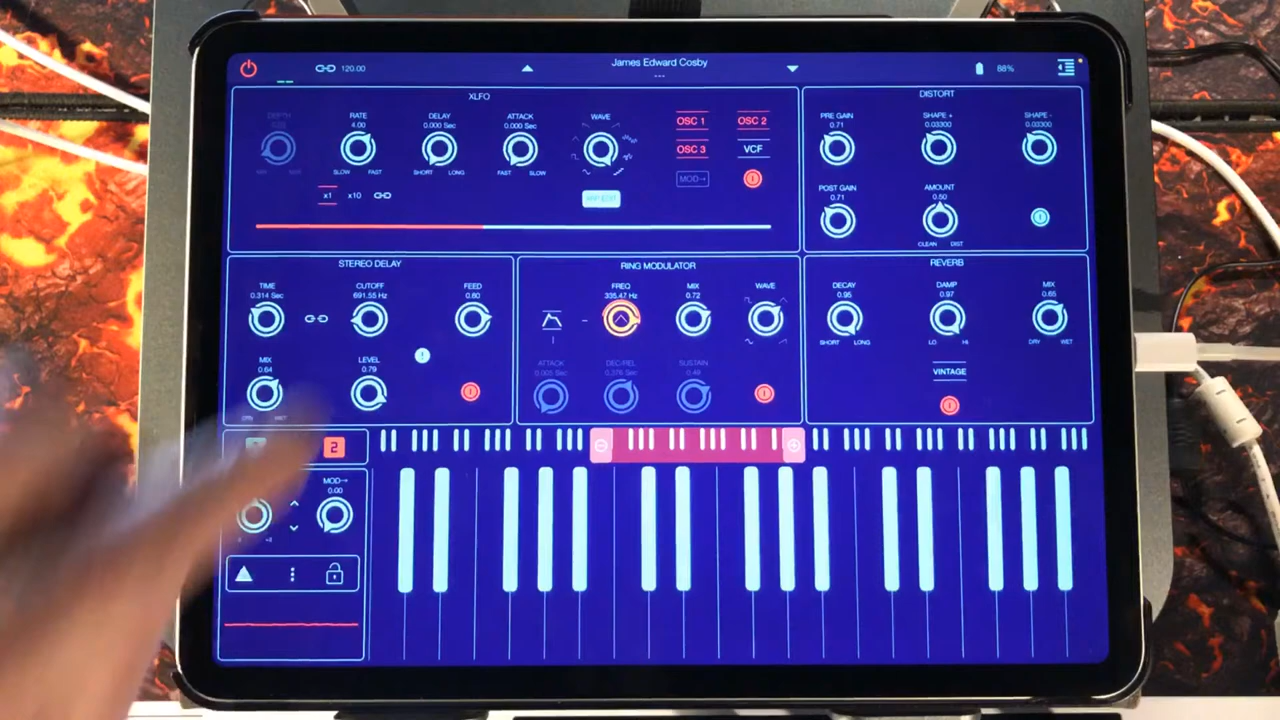 120.00
James Edward Cosby
88%
XLFO
DEPTH
RATE
4.00
DELAY
0.000 Sec
ATTACK
0.000 Sec
WAVE
SLOW FAST
SHORT LONG
FAST SLOW
OSC 1
OSC 2
OSC 3
VCF
MOD→
x1
x10
ARP EDIT
DISTORT
PRE GAIN
0.71
SHAPE +
0.03300
SHAPE -
0.03300
POST GAIN
0.71
AMOUNT
0.50
CLEAN DIST
STEREO DELAY
TIME
0.314 Sec
CUTOFF
691.55 Hz
FEED
0.80
MIX
0.64
LEVEL
0.79
RING MODULATOR
FREQ
335.47 Hz
MIX
0.72
WAVE
ATTACK
0.005 Sec
DEC/REL
0.376 Sec
SUSTAIN
0.48
REVERB
DECAY
0.95
DAMP
0.97
MIX
0.65
SHORT LONG
LO HI
DRY WET
VINTAGE
2
MOD→
0.00